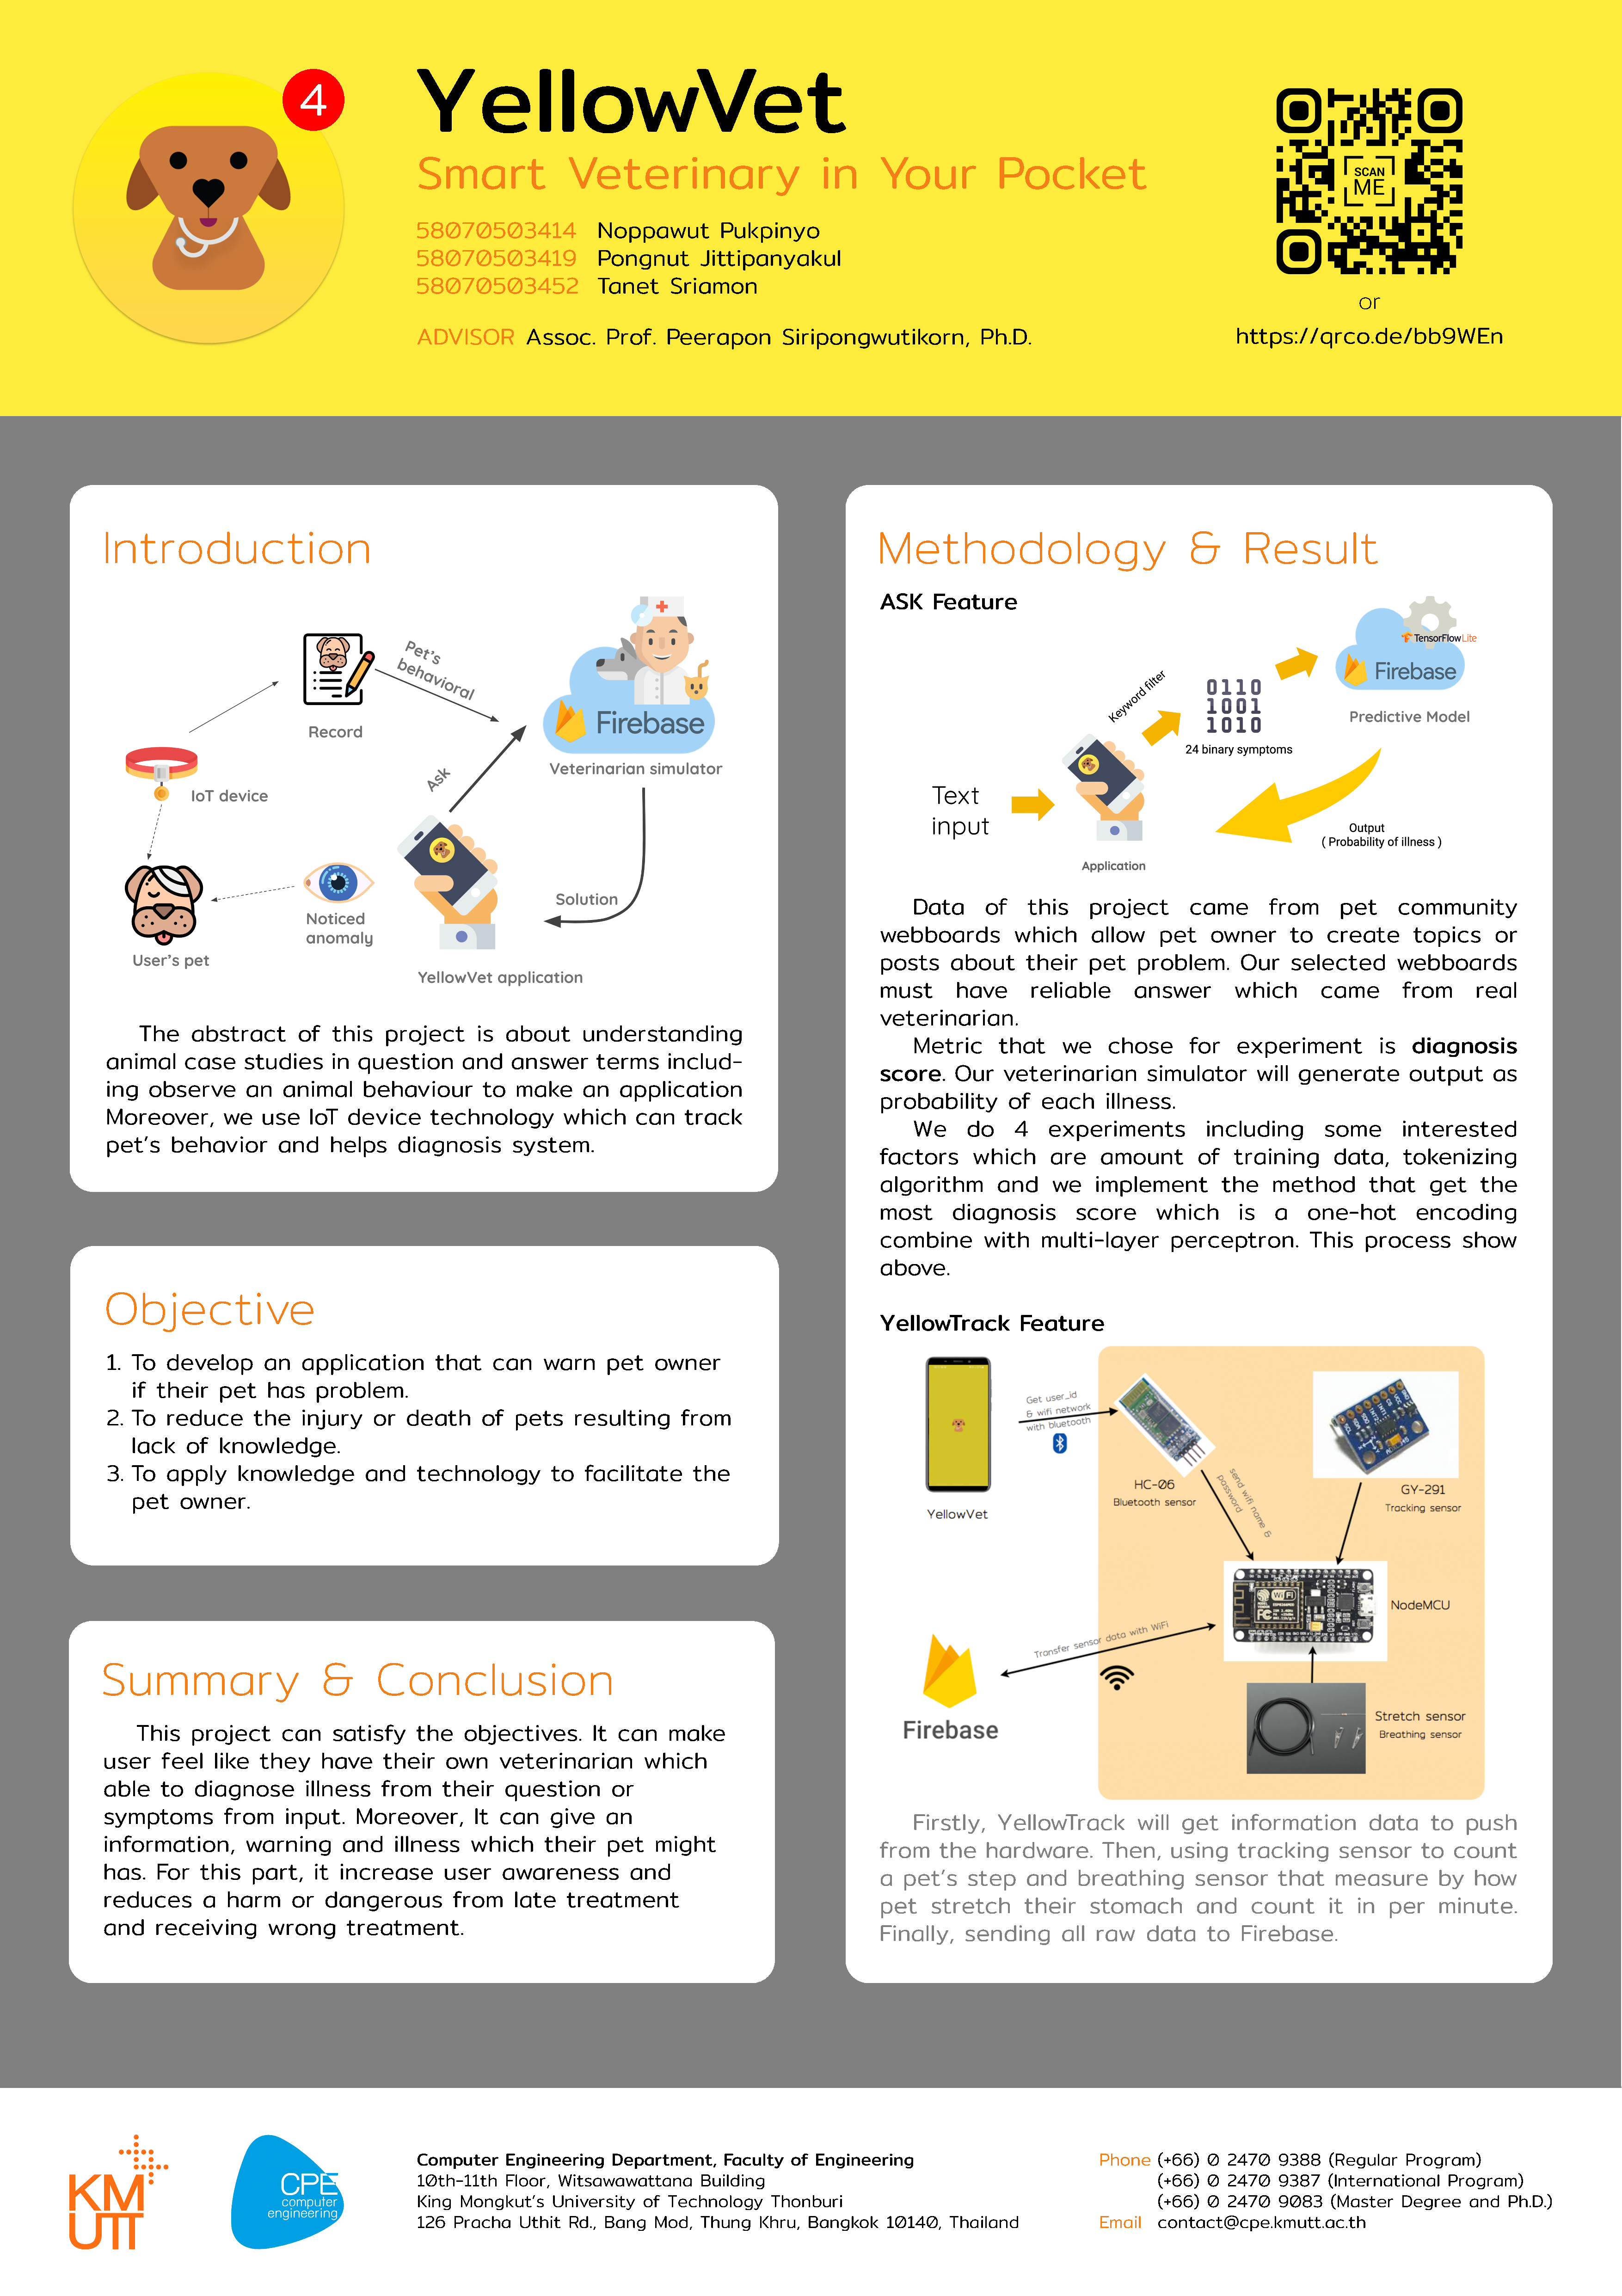 4
YellowVet
Smart Veterinary in Your Pocket
58070503414 Noppawut Pukpinyo
58070503419 Pongnut Jittipanyakul
58070503452 Tanet Sriamon
ADVISOR Assoc. Prof. Peerapon Siripongwutikorn, Ph.D.
SCAN
ME
or
https://qrco.de/bb9WEn
Introduction
Pet's
behavioral
Record
Firebase
Veterinarian simulator
IoT device
Ask
Solution
Noticed
anomaly
User's pet
YellowVet application
The abstract of this project is about understanding
animal case studies in question and answer terms includ-
ing observe an animal behaviour to make an application
Moreover, we use IoT device technology which can track
pet's behavior and helps diagnosis system.
Objective
1. To develop an application that can warn pet owner
if their pet has problem.
2. To reduce the injury or death of pets resulting from
lack of knowledge.
3. To apply knowledge and technology to facilitate the
pet owner.
Summary & Conclusion
This project can satisfy the objectives. It can make
user feel like they have their own veterinarian which
able to diagnose illness from their question or
symptoms from input. Moreover, It can give an
information, warning and illness which their pet might
has. For this part, it increase user awareness and
reduces a harm or dangerous from late treatment
and receiving wrong treatment.
Methodology & Result
ASK Feature
TensorFlow Lite
Firebase
Predictive Model
Keyword filter
0110
1001
1010
24 binary symptoms
Text
input
Output
( Probability of illness )
Application
Data of this project came from pet community
webboards which allow pet owner to create topics or
posts about their pet problem. Our selected webboards
must have reliable answer which came from real
veterinarian.
Metric that we chose for experiment is diagnosis
score. Our veterinarian simulator will generate output as
probability of each illness.
We do 4 experiments including some interested
factors which are amount of training data, tokenizing
algorithm and we implement the method that get the
most diagnosis score which is a one-hot encoding
combine with multi-layer perceptron. This process show
above.
YellowTrack Feature
Get user_id
& wifi network
with bluetooth
YellowVet
HC-06
Bluetooth sensor
send wifi name &
password
GY-291
Tracking sensor
WiFi
NodeMCU
Transfer sensor data with WiFi
Firebase
Stretch sensor
Breathing sensor
Firstly, YellowTrack will get information data to push
from the hardware. Then, using tracking sensor to count
a pet's step and breathing sensor that measure by how
pet stretch their stomach and count it in per minute.
Finally, sending all raw data to Firebase.
KM
UTT
CPE
computer
engineering
Computer Engineering Department, Faculty of Engineering
10th-11th Floor, Witsawawattana Building
King Mongkut's University of Technology Thonburi
126 Pracha Uthit Rd., Bang Mod, Thung Khru, Bangkok 10140, Thailand
Phone (+66) 0 2470 9388 (Regular Program)
(+66) 0 2470 9387 (International Program)
(+66) 0 2470 9083 (Master Degree and Ph.D.)
Email contact@cpe.kmutt.ac.th